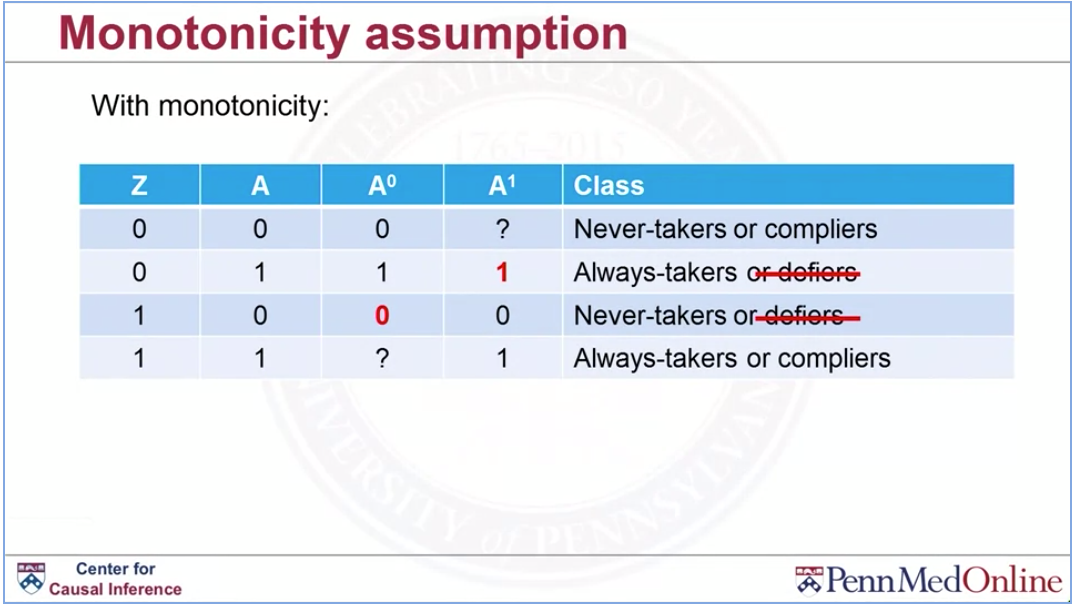 Monotonicity assumption
With monotonicity:
Z A A⁰ A¹ Class
0 0 0 ? Never-takers or compliers
0 1 1 1 Always-takers or defiers
1 0 0 0 Never-takers or defiers
1 1 ? 1 Always-takers or compliers
1765–2015
Center for
Causal Inference
PennMedOnline